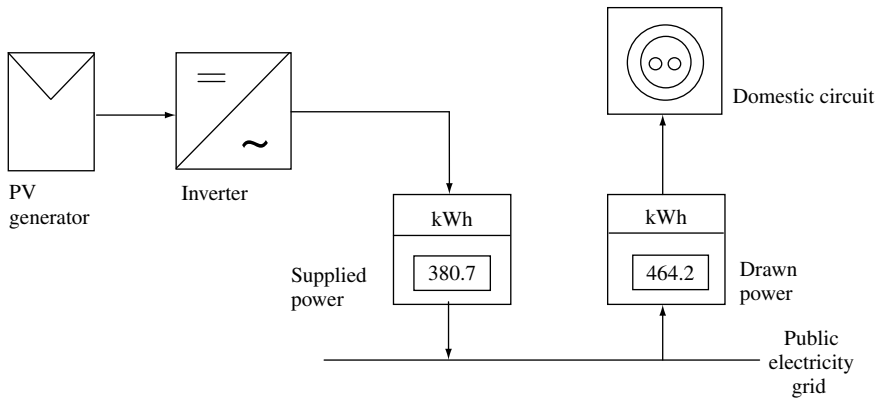 Domestic circuit
PV
generator
Inverter
~
kWh
380.7
Supplied
power
kWh
464.2
Drawn
power
Public
electricity
grid